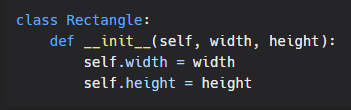 class Rectangle:
    def __init__(self, width, height):
        self.width = width
        self.height = height